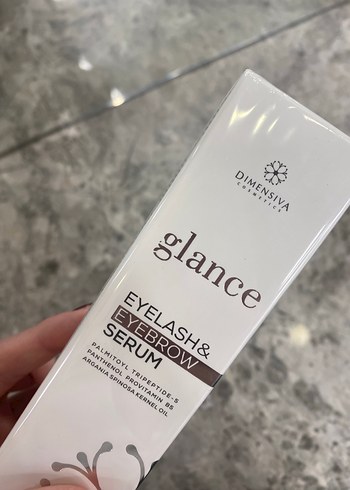 DIMENSIVA
COSMETICS
glance
EYELASH&
EYEBROW
SERUM
PALMITOYL TRIPEPTIDE-5
PANTHENOL PROVITAMIN B5
ARGANIA SPINOSA KERNEL OIL